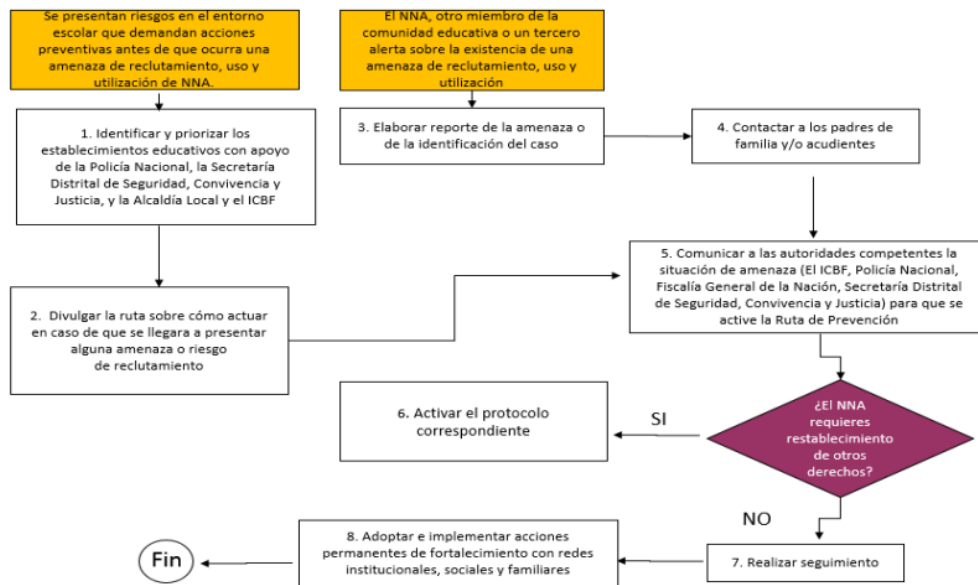 Se presentan riesgos en el entorno
escolar que demandan acciones
preventivas antes de que ocurra una
amenaza de reclutamiento, uso y
utilización de NNA.
El NNA, otro miembro de la
comunidad educativa o un tercero
alerta sobre la existencia de una
amenaza de reclutamiento, uso y
utilización
1. Identificar y priorizar los
establecimientos educativos con apoyo
de la Policía Nacional, la Secretaría
Distrital de Seguridad, Convivencia y
Justicia, y la Alcaldía Local y el ICBF
3. Elaborar reporte de la amenaza o
de la identificación del caso
4. Contactar a los padres de
familia y/o acudientes
2. Divulgar la ruta sobre cómo actuar
en caso de que se llegara a presentar
alguna amenaza o riesgo
de reclutamiento
5. Comunicar a las autoridades competentes la
situación de amenaza (El ICBF, Policía Nacional,
Fiscalía General de la Nación, Secretaría Distrital
de Seguridad, Convivencia y Justicia) para que se
active la Ruta de Prevención
¿El NNA
requieres
restablecimiento
de otros
derechos?
SI
6. Activar el protocolo
correspondiente
NO
7. Realizar seguimiento
8. Adoptar e implementar acciones
permanentes de fortalecimiento con redes
institucionales, sociales y familiares
Fin